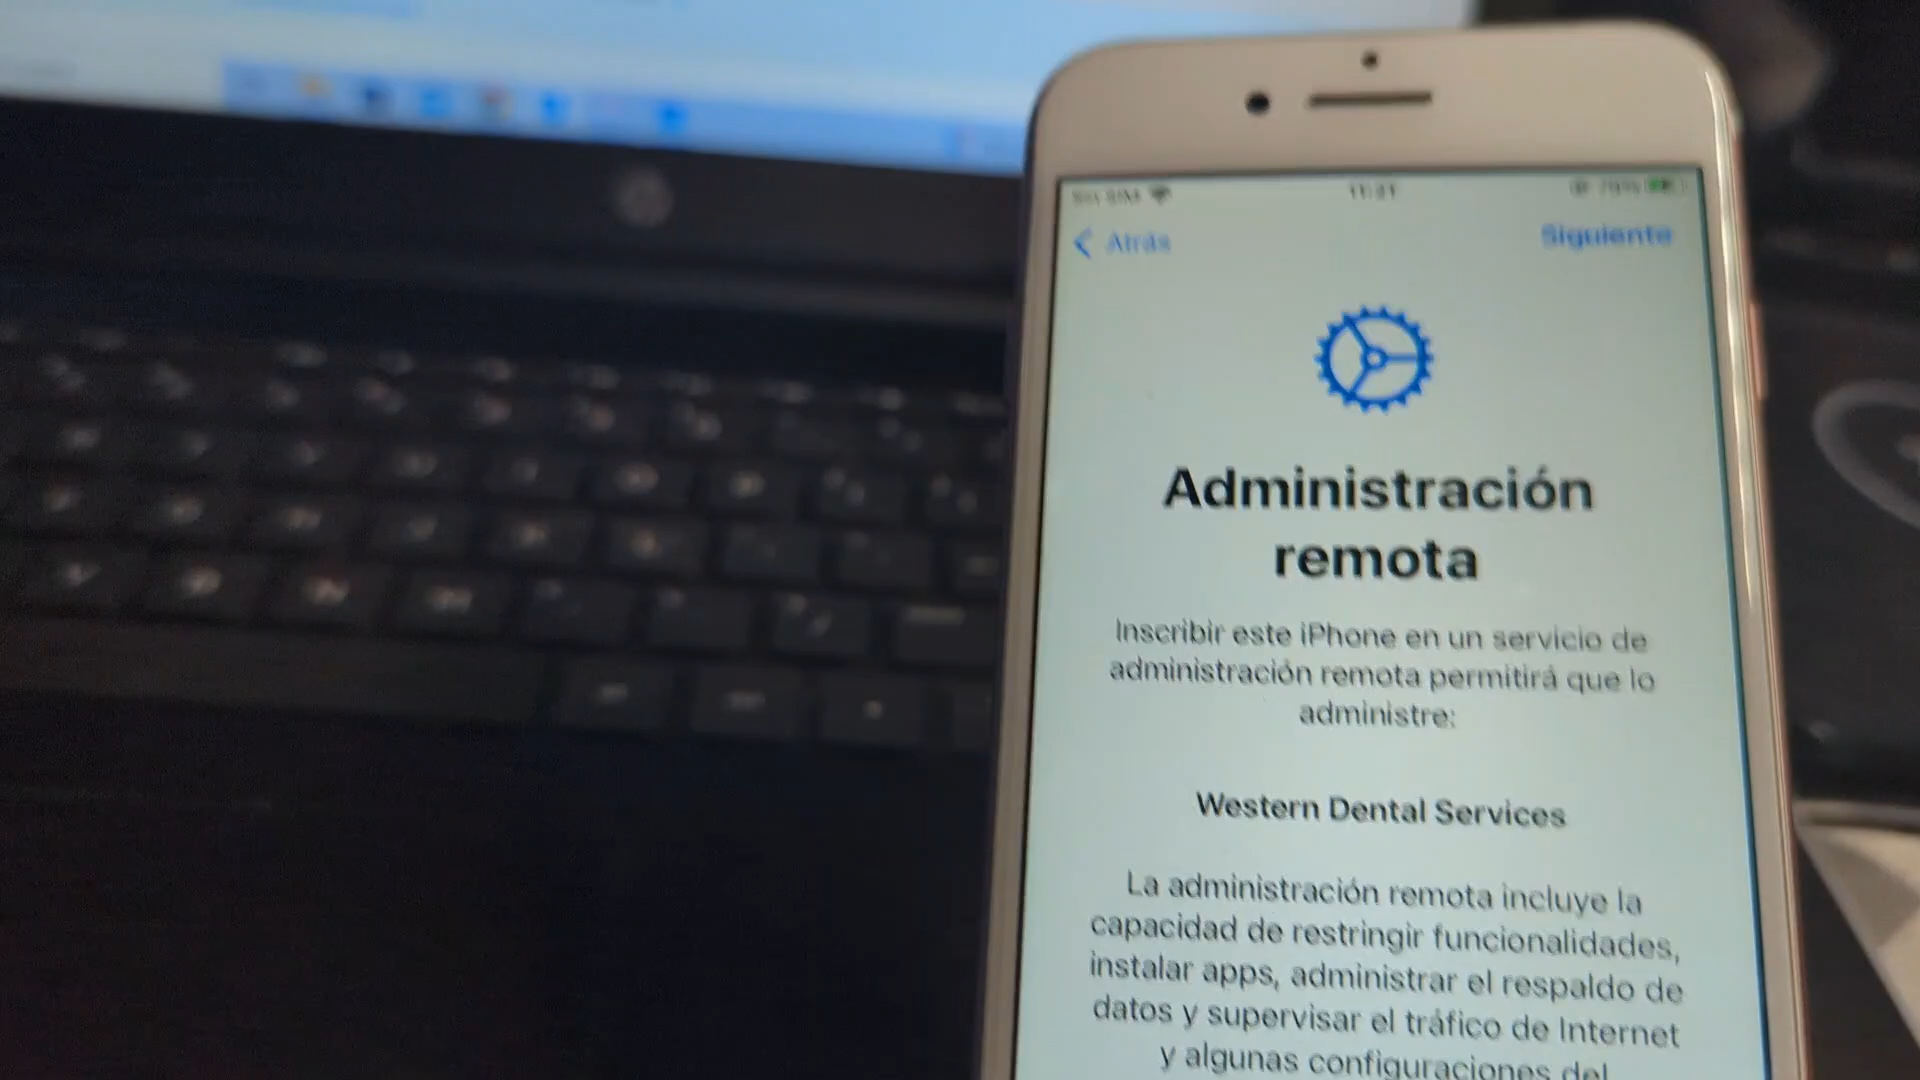 Sin SIM 11:21 79%
Atrás Siguiente
Administración
remota
Inscribir este iPhone en un servicio de
administración remota permitirá que lo
administre:
Western Dental Services
La administración remota incluye la
capacidad de restringir funcionalidades,
instalar apps, administrar el respaldo de
datos y supervisar el tráfico de Internet
y algunas configuraciones del